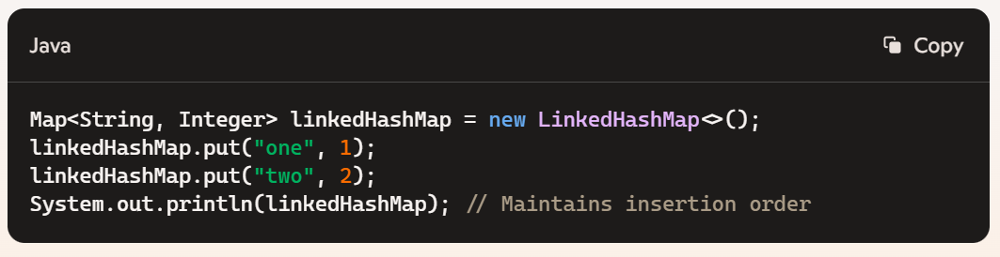 Java
Copy
Map<String, Integer> linkedHashMap = new LinkedHashMap<>();
linkedHashMap.put("one", 1);
linkedHashMap.put("two", 2);
System.out.println(linkedHashMap); // Maintains insertion order